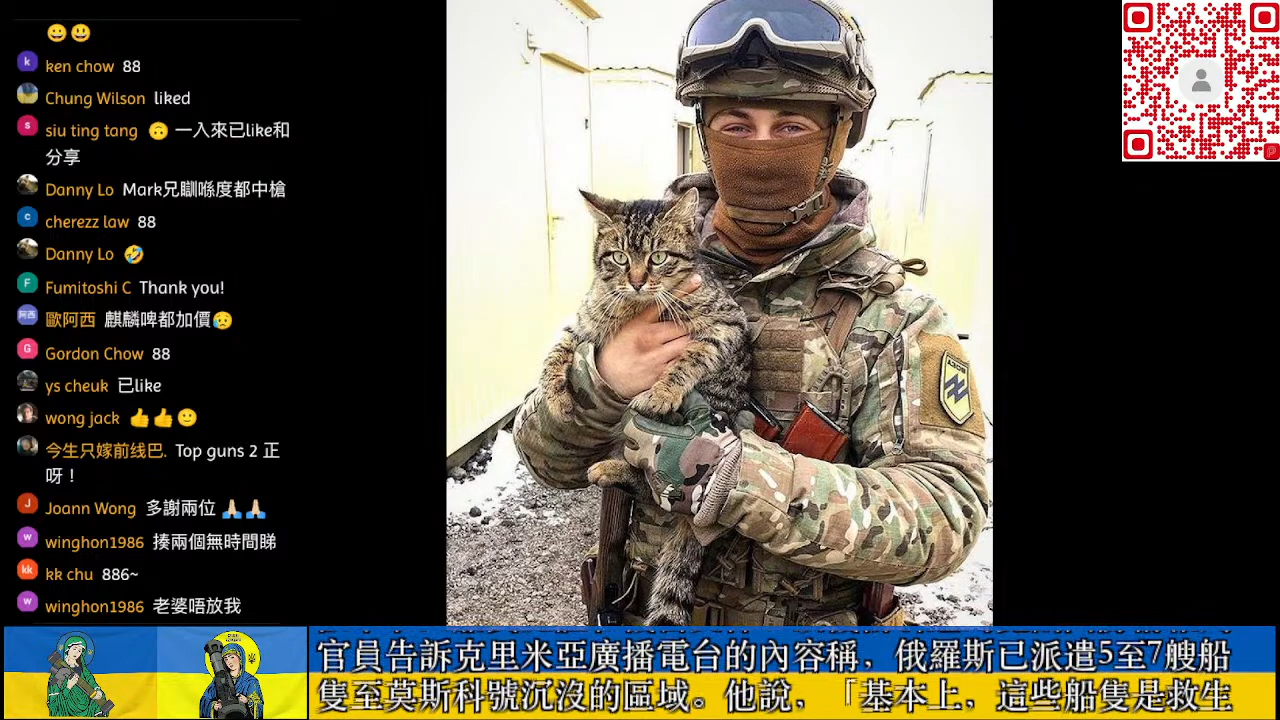 😀😃
ken chow 88
Chung Wilson liked
siu ting tang 🙃 一入來已like和
分享
Danny Lo Mark兄瞓喺度都中槍
cherezz law 88
Danny Lo 🤣
Fumitoshi C Thank you!
歐阿西 麒麟啤都加價😥
Gordon Chow 88
ys cheuk 已like
wong jack 👍👍🙂
今生只嫁前线巴. Top guns 2 正
呀！
Joann Wong 多謝兩位 🙏🏻🙏🏻
winghon1986 揍兩個無時間睇
kk chu 886~
winghon1986 老婆唔放我
官員告訴克里米亞廣播電台的內容稱，俄羅斯已派遣5至7艘船
隻至莫斯科號沉沒的區域。他說，「基本上，這些船隻是救生